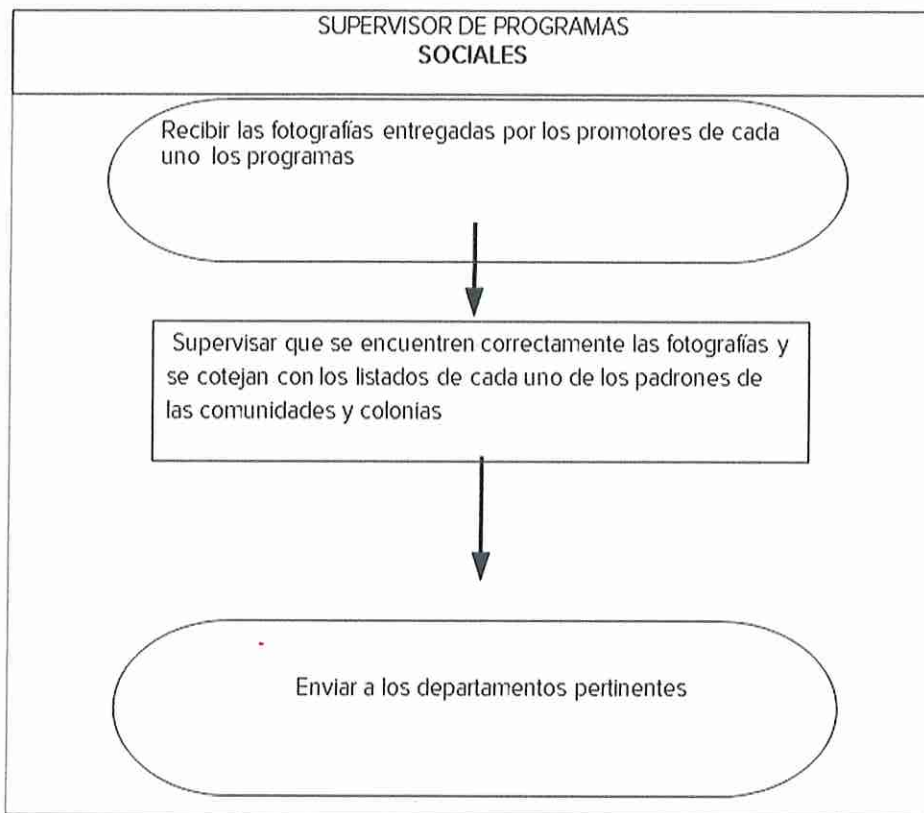 SUPERVISOR DE PROGRAMAS
SOCIALES
Recibir las fotografías entregadas por los promotores de cada
uno los programas
Supervisar que se encuentren correctamente las fotografías y
se cotejan con los listados de cada uno de los padrones de
las comunidades y colonias
Enviar a los departamentos pertinentes